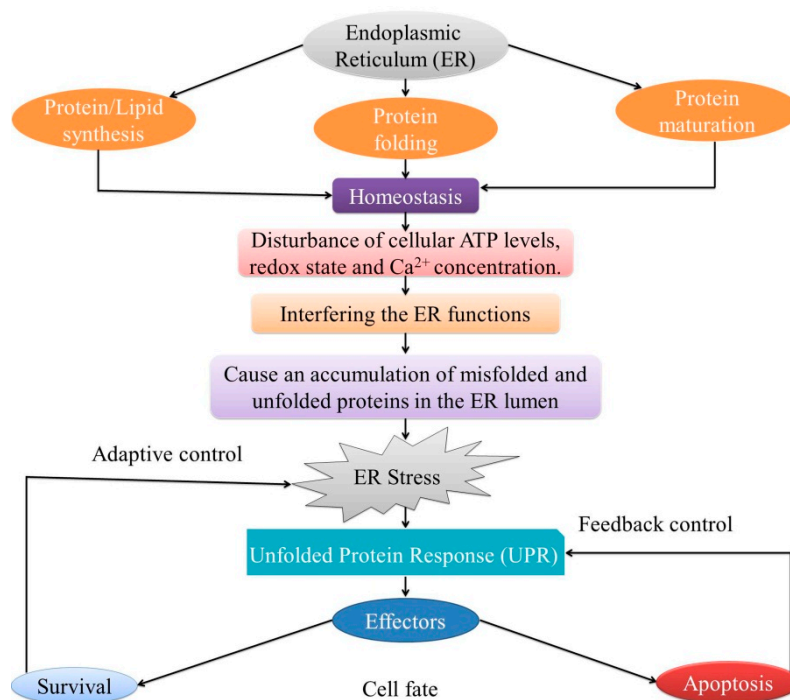 Endoplasmic
Reticulum (ER)
Protein/Lipid
synthesis
Protein
folding
Protein
maturation
Homeostasis
Disturbance of cellular ATP levels,
redox state and Ca²⁺ concentration.
Interfering the ER functions
Cause an accumulation of misfolded and
unfolded proteins in the ER lumen
Adaptive control
ER Stress
Feedback control
Unfolded Protein Response (UPR)
Effectors
Survival
Cell fate
Apoptosis